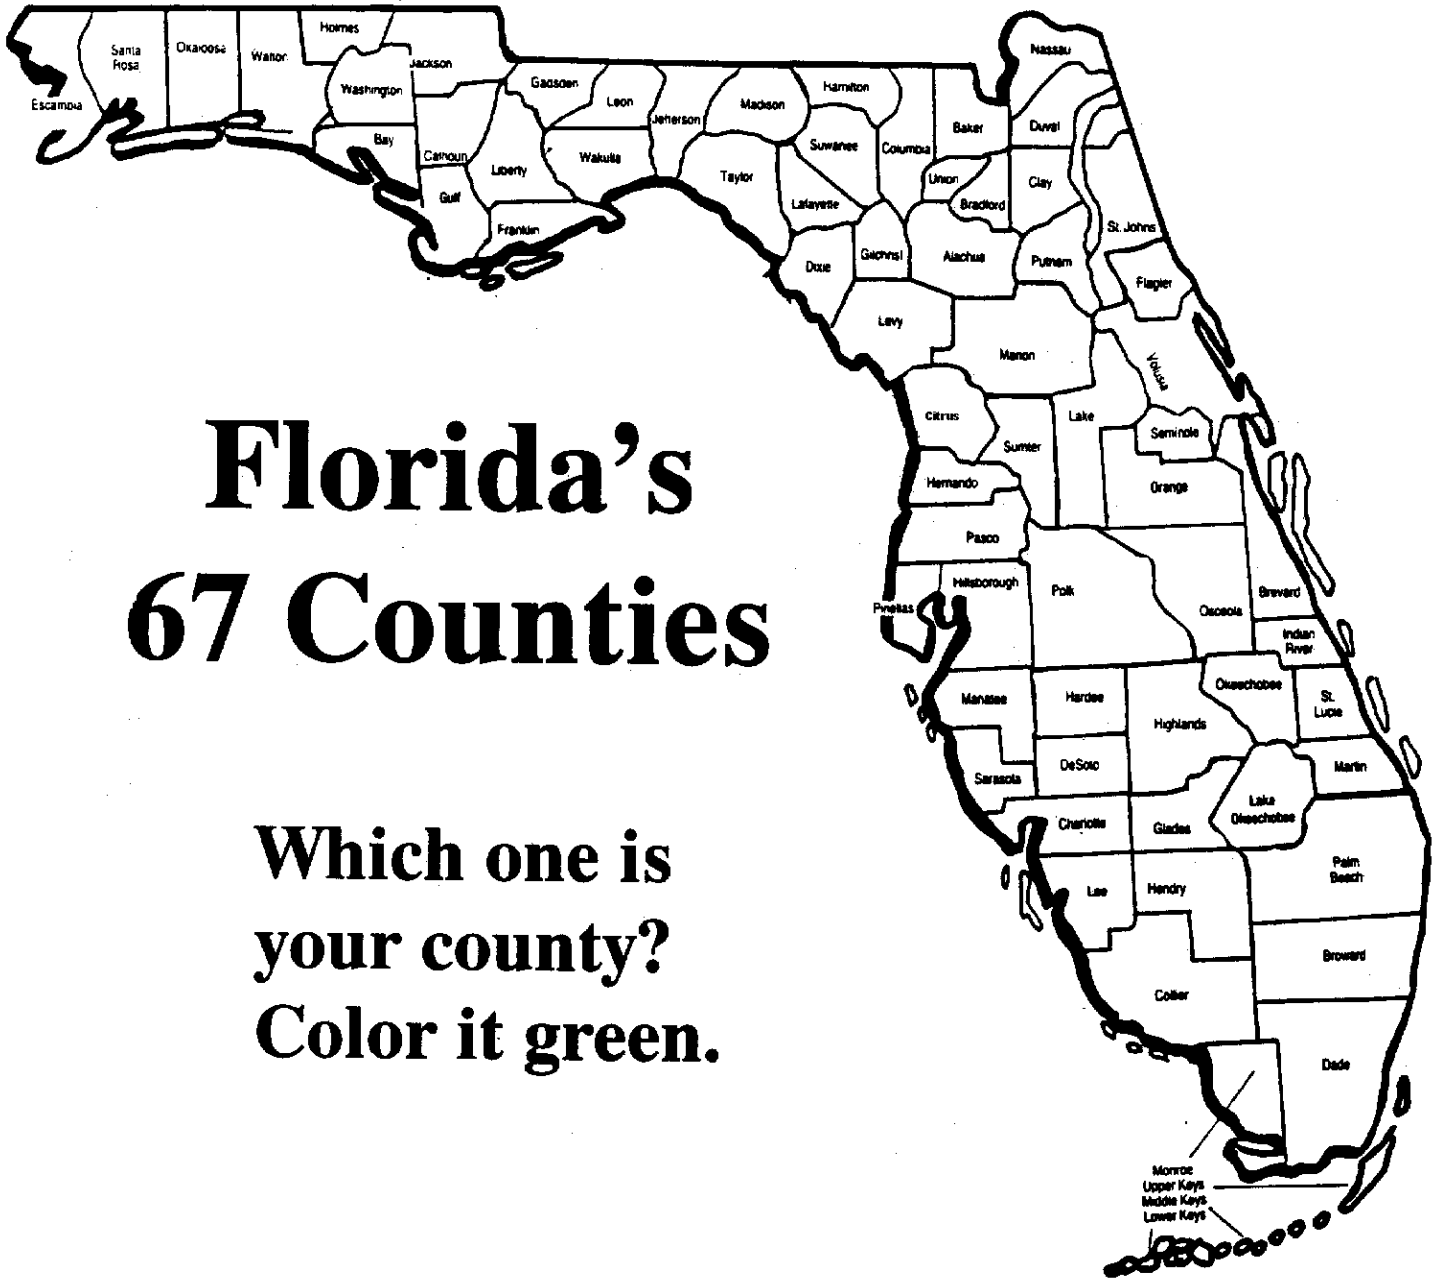 Holmes
Santa
Rosa
Okaloosa
Walton
Jackson
Escambia
Washington
Gadsden
Leon
Jefferson
Madison
Hamilton
Nassau
Bay
Calhoun
Liberty
Wakulla
Taylor
Suwanee
Columbia
Baker
Duval
Gulf
Franklin
Lafayette
Union
Bradford
Clay
St. Johns
Dixie
Gilchrist
Alachua
Putnam
Flagler
Levy
Marion
Volusia
Florida's
67 Counties
Citrus
Sumter
Lake
Seminole
Hernando
Orange
Pasco
Pinellas
Hillsborough
Polk
Osceola
Brevard
Indian
River
Manatee
Hardee
Highlands
Okeechobee
St.
Lucie
Sarasota
DeSoto
Martin
Charlotte
Glades
Lake
Okeechobee
Which one is
your county?
Color it green.
Lee
Hendry
Palm
Beach
Collier
Broward
Dade
Monroe
Upper Keys
Middle Keys
Lower Keys